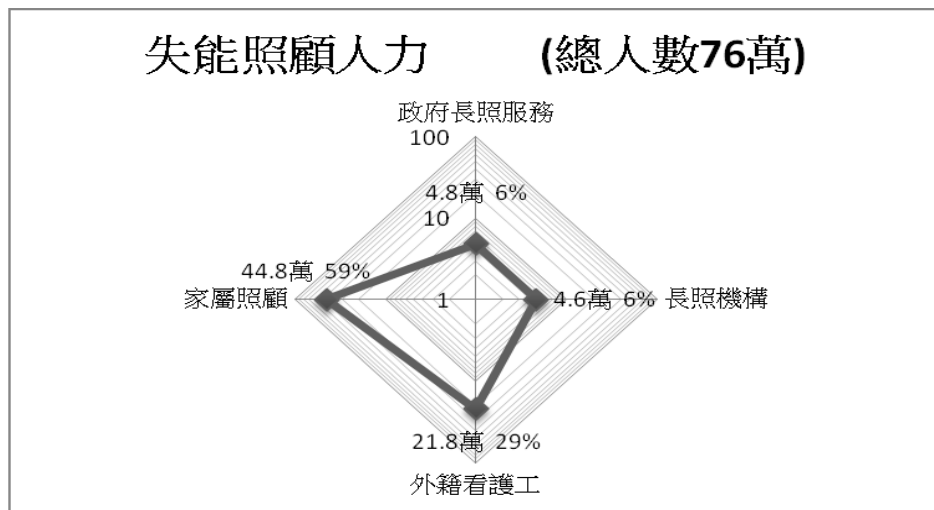 失能照顧人力 (總人數76萬)
政府長照服務
100
4.8萬 6%
10
44.8萬 59%
家屬照顧
1
4.6萬 6%
長照機構
21.8萬 29%
外籍看護工